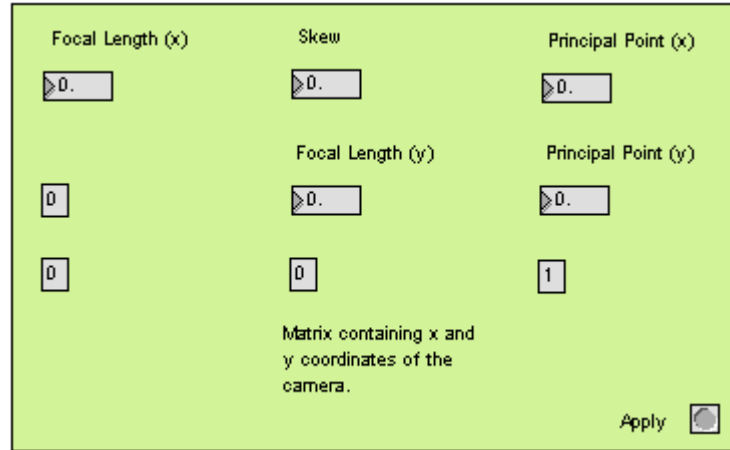 Focal Length (x) Skew Principal Point (x)
0. 0. 0.
Focal Length (y) Principal Point (y)
0 0. 0.
0 0 1
Matrix containing x and
y coordinates of the
camera.
Apply